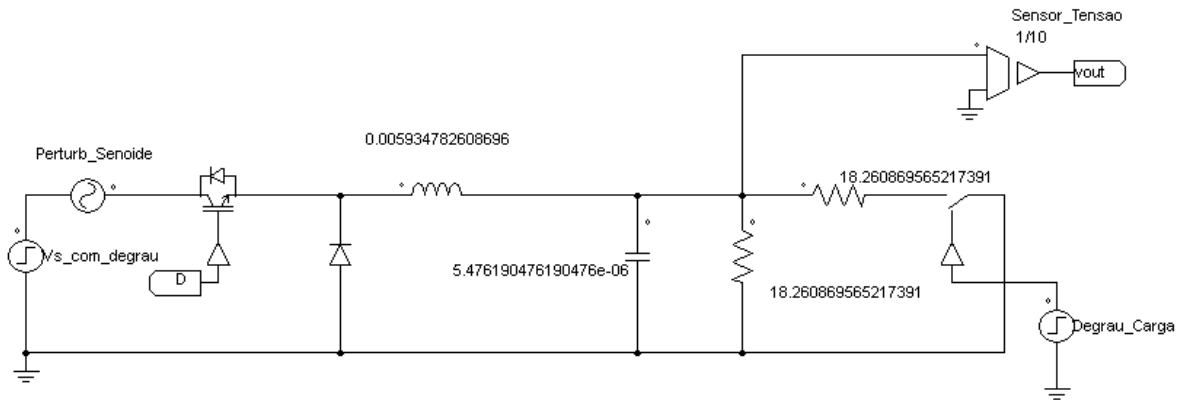 Sensor_Tensao
1/10
vout
0.005934782608696
Perturb_Senoide
18.260869565217391
Vs_com_degrau
D
5.476190476190476e-06
18.260869565217391
Degrau_Carga